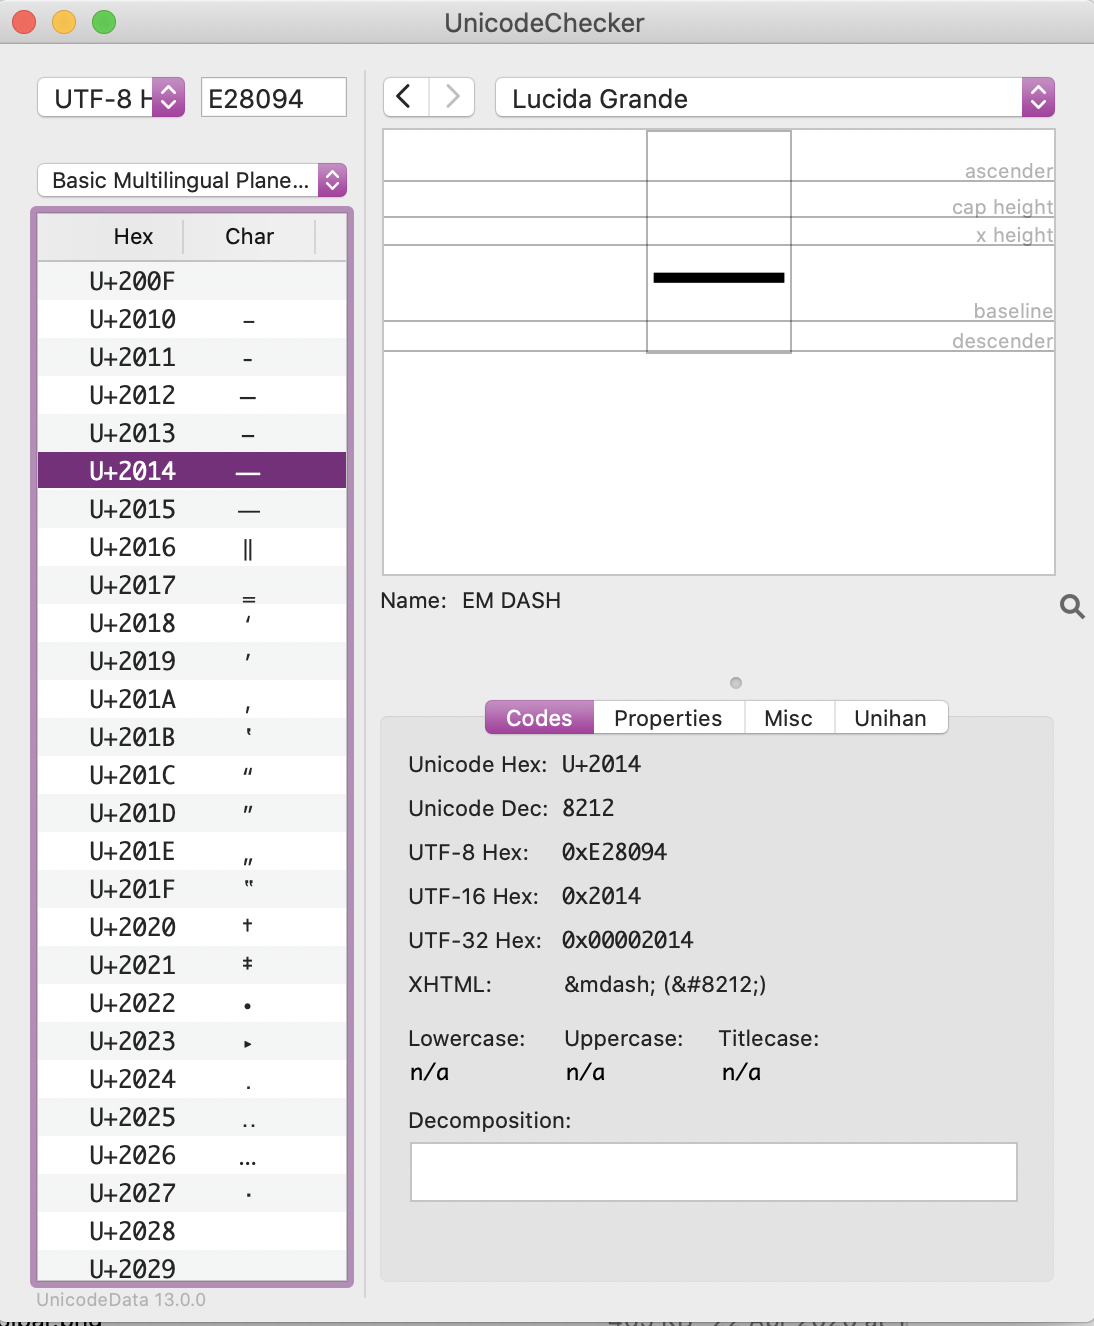 UnicodeChecker
UTF-8 H
E28094
Lucida Grande
Basic Multilingual Plane...
Hex Char
U+200F
U+2010 ‐
U+2011 ‑
U+2012 ‒
U+2013 –
U+2014 —
U+2015 ―
U+2016 ‖
U+2017 ‗
U+2018 ‘
U+2019 ’
U+201A ‚
U+201B ‛
U+201C “
U+201D ”
U+201E „
U+201F ‟
U+2020 †
U+2021 ‡
U+2022 •
U+2023 ‣
U+2024 ․
U+2025 ‥
U+2026 …
U+2027 ‧
U+2028
U+2029
UnicodeData 13.0.0
ascender
cap height
x height
—
baseline
descender
Name: EM DASH
Codes Properties Misc Unihan
Unicode Hex: U+2014
Unicode Dec: 8212
UTF-8 Hex: 0xE28094
UTF-16 Hex: 0x2014
UTF-32 Hex: 0x00002014
XHTML: &mdash; (&#8212;)
Lowercase: Uppercase: Titlecase:
n/a n/a n/a
Decomposition: